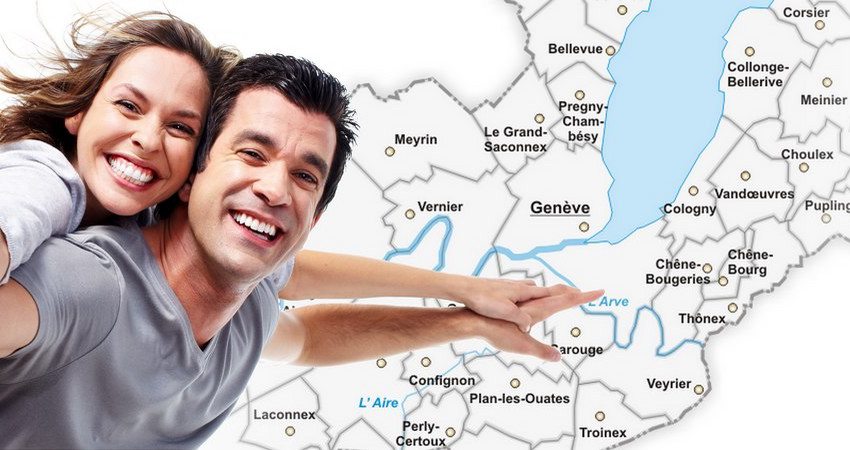 Corsier
Bellevue
Collonge-
Bellerive
Pregny-
Cham-
bésy
Meinier
Le Grand-
Saconnex
Meyrin
Choulex
Vandœuvres
Vernier
Genève
Cologny
Pupling
Chêne-
Bougeries
Chêne-
Bourg
L'Arve
Thônex
Carouge
Confignon
Veyrier
Plan-les-Ouates
L' Aire
Laconnex
Perly-
Certoux
Troinex